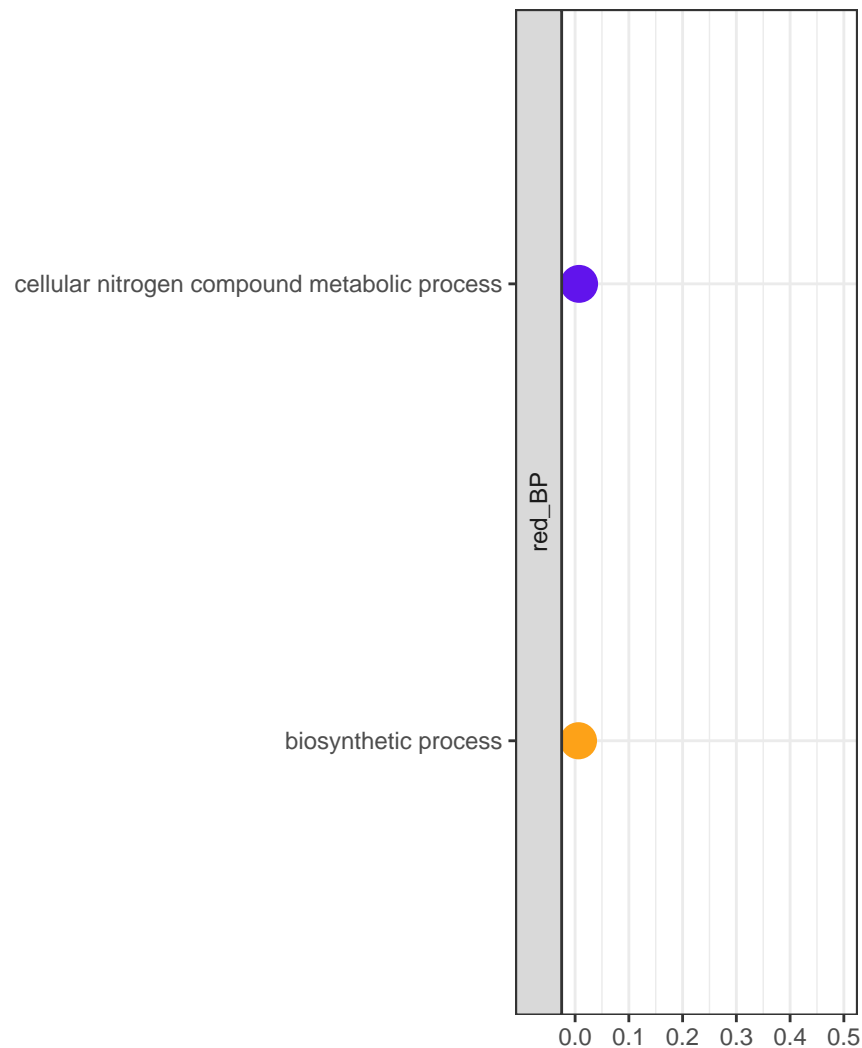 cellular nitrogen compound metabolic process
red_BP
biosynthetic process
0.0 0.1 0.2 0.3 0.4 0.5